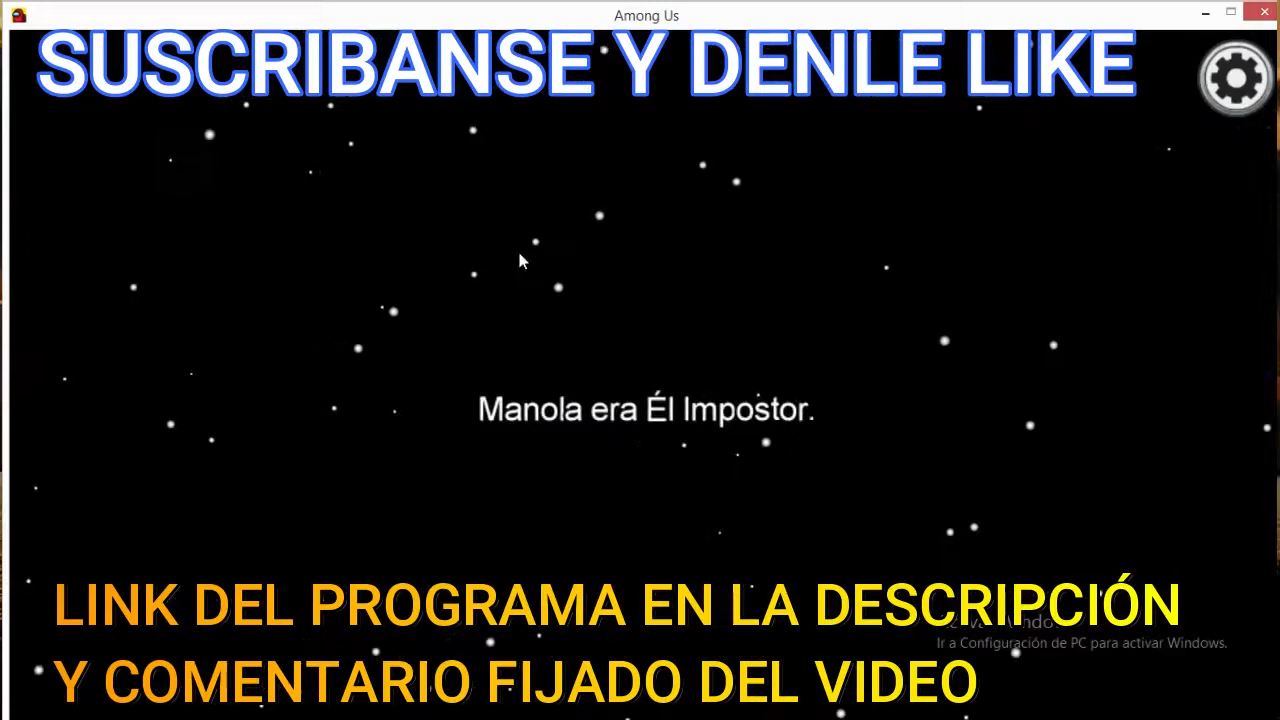 Among Us
SUSCRIBANSE Y DENLE LIKE
Manola era Él Impostor.
LINK DEL PROGRAMA EN LA DESCRIPCIÓN
Ir a Configuración de PC para activar Windows.
Y COMENTARIO FIJADO DEL VIDEO